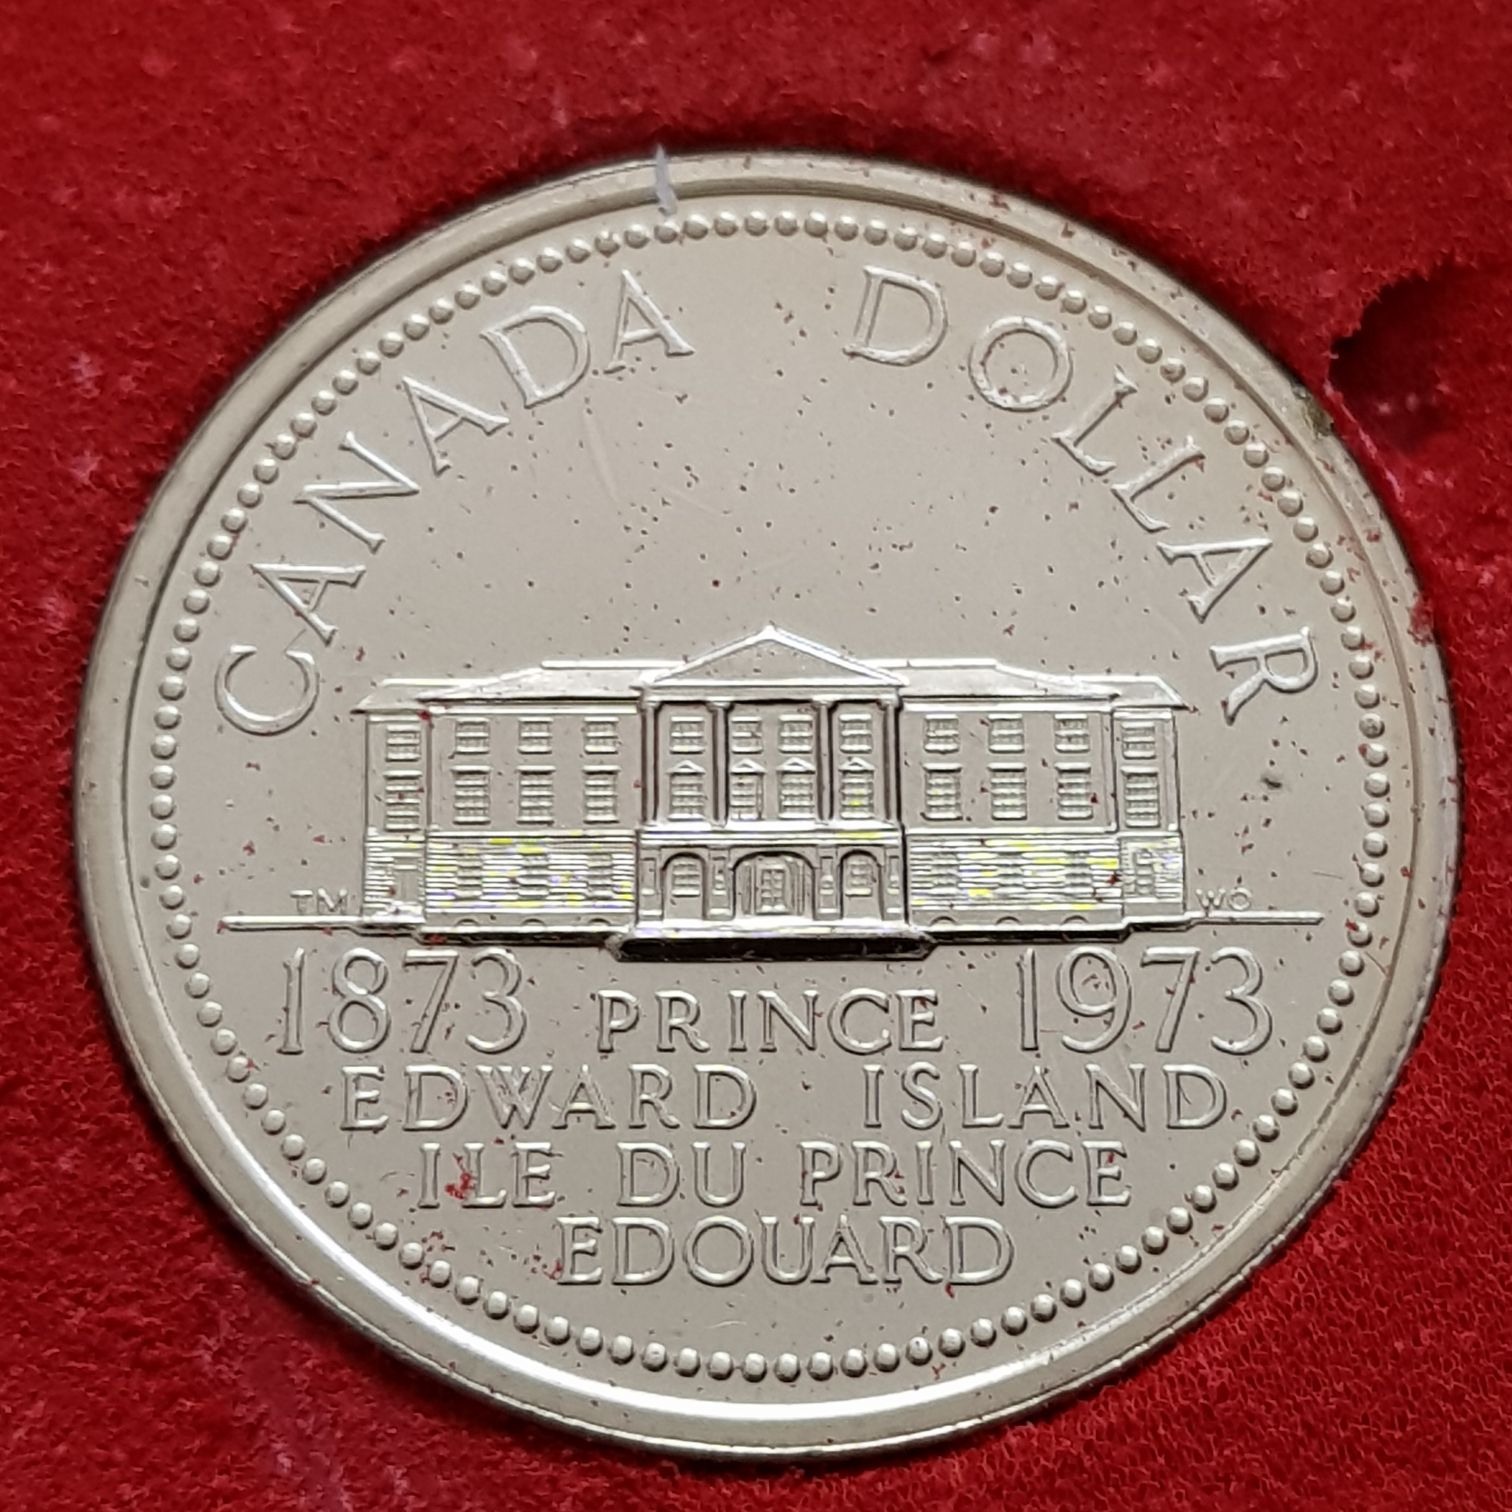 CANADA DOLLAR
TM WO
1873 PRINCE 1973
EDWARD ISLAND
ILE DU PRINCE
EDOUARD